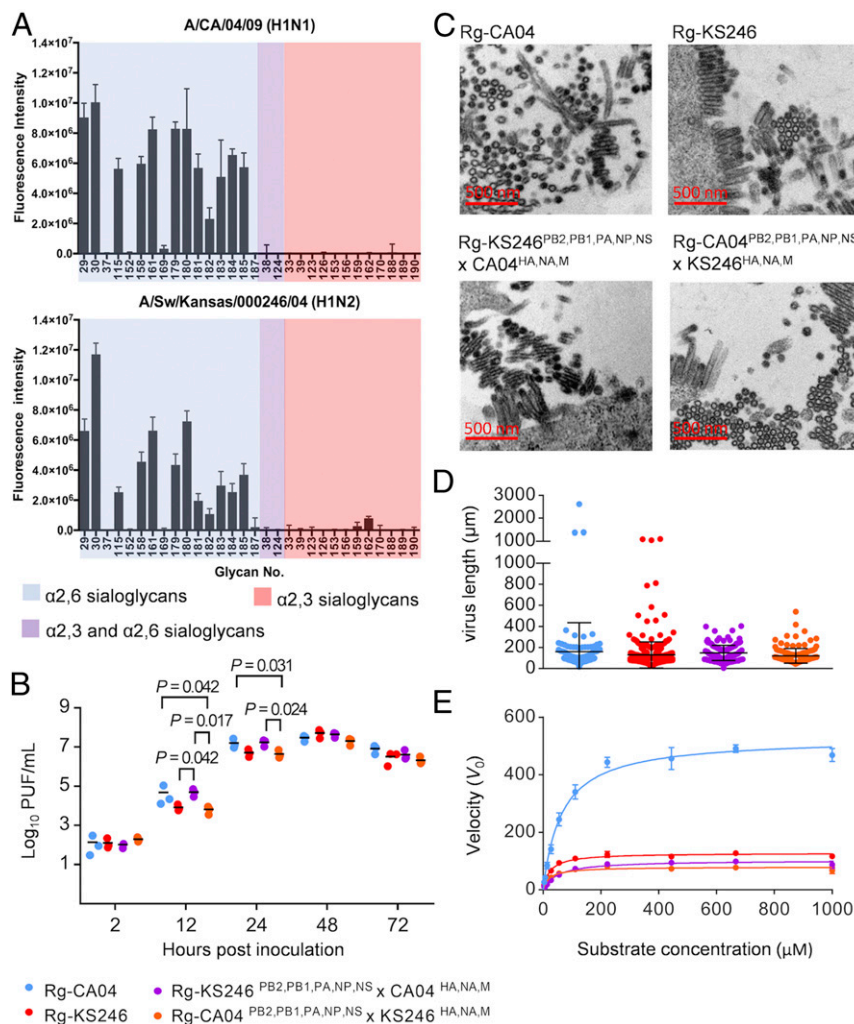 A
A/CA/04/09 (H1N1)
Fluorescence Intensity
1.4×10⁷
1.2×10⁷
1.0×10⁷
8.0×10⁶
6.0×10⁶
4.0×10⁶
2.0×10⁶
0.0
29 30 37 115 152 158 161 169 179 180 181 182 183 184 185 187 38 124 33 39 123 126 153 156 159 162 170 188 189 190
A/Sw/Kansas/000246/04 (H1N2)
Fluorescence intensity
1.4×10⁷
1.2×10⁷
1.0×10⁷
8.0×10⁶
6.0×10⁶
4.0×10⁶
2.0×10⁶
0.0
29 30 115 152 158 161 169 179 180 181 182 183 184 185 187 38 124 33 39 123 126 153 156 159 162 170 188 189 190
Glycan No.
α2,6 sialoglycans
α2,3 sialoglycans
α2,3 and α2,6 sialoglycans
B
P = 0.031
P = 0.042
P = 0.024
P = 0.017
P = 0.042
Log₁₀ PUF/mL
9
7
5
3
1
2 12 24 48 72
Hours post inoculation
C
Rg-CA04
Rg-KS246
500 nm
500 nm
Rg-KS246^PB2,PB1,PA,NP,NS
x CA04^HA,NA,M
Rg-CA04^PB2,PB1,PA,NP,NS
x KS246^HA,NA,M
500 nm
500 nm
D
virus length (μm)
3000
2000
1000
1000
800
600
400
200
0
E
Velocity (V₀)
600
400
200
0
0 200 400 600 800 1000
Substrate concentration (μM)
Rg-CA04
Rg-KS246 ^PB2,PB1,PA,NP,NS x CA04 ^HA,NA,M
Rg-KS246
Rg-CA04 ^PB2,PB1,PA,NP,NS x KS246 ^HA,NA,M